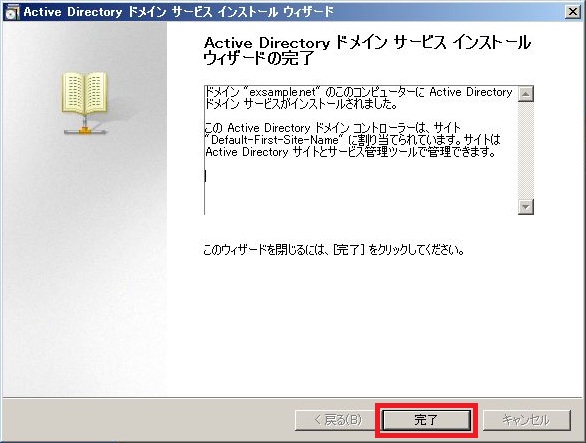 Active Directory ドメイン サービス インストール ウィザード
Active Directory ドメイン サービス インストール
ウィザードの完了
ドメイン "exsample.net" のこのコンピューターに Active Directory
ドメイン サービスがインストールされました。
この Active Directory ドメイン コントローラーは、サイト
"Default-First-Site-Name" に割り当てられています。サイトは
Active Directory サイトとサービス管理ツールで管理できます。
このウィザードを閉じるには、[完了] をクリックしてください。
< 戻る(B)
完了
キャンセル